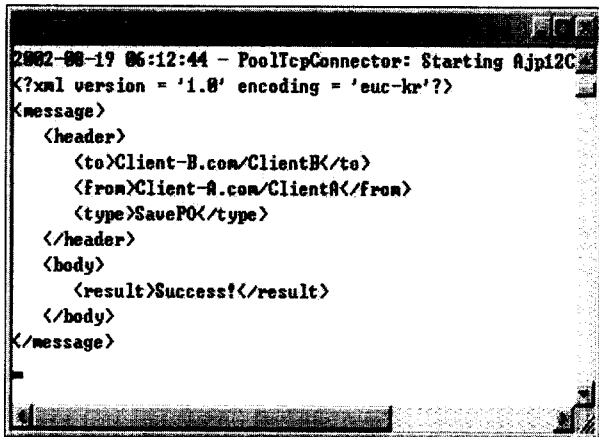 2002-08-19 06:12:44 - PoolTcpConnector: Starting Ajp12C
<?xml version = '1.0' encoding = 'euc-kr'?>
<message>
<header>
<to>Client-B.com/ClientB</to>
<from>Client-A.com/ClientA</from>
<type>SavePO</type>
</header>
<body>
<result>Success!</result>
</body>
</message>